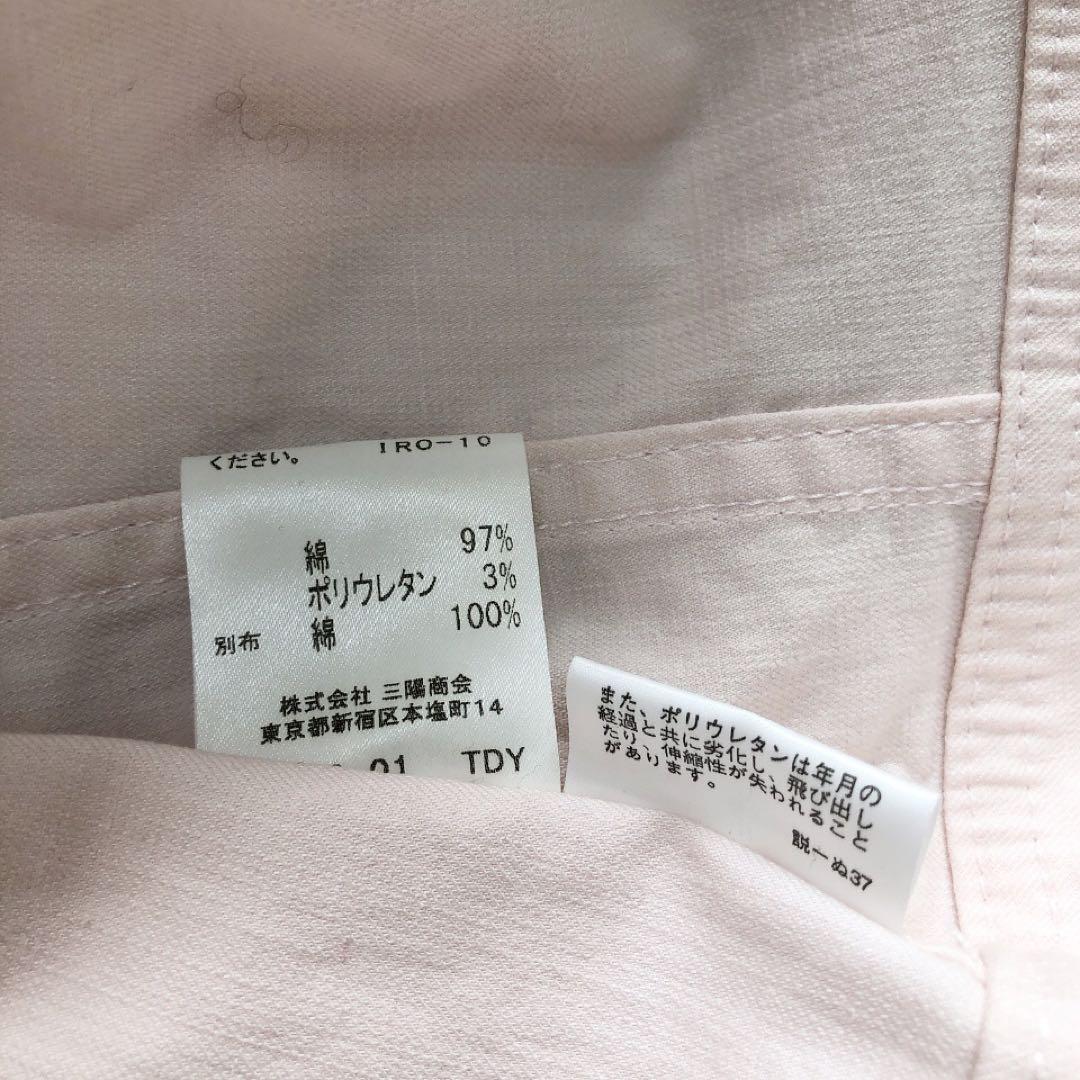 ください。 IRO-10
綿 97%
ポリウレタン 3%
別布 綿 100%
株式会社 三陽商会
東京都新宿区本塩町14
01 TDY
また、ポリウレタンは年月の
経過と共に劣化し、飛び出し
たり、伸縮性が失われること
があります。
説ーぬ37